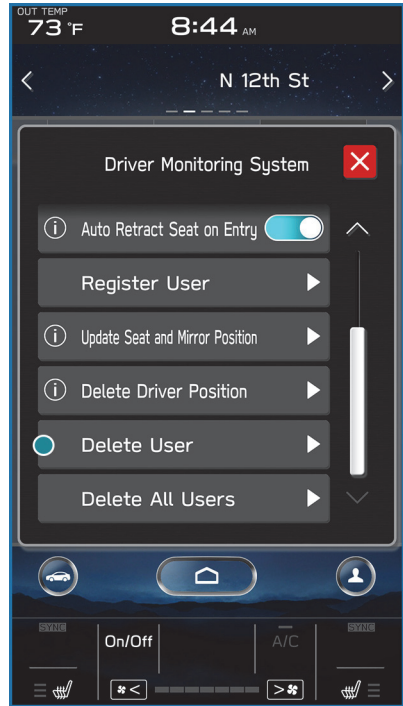 OUT TEMP
73 °F
8:44 AM
N 12th St
Driver Monitoring System
Auto Retract Seat on Entry
Register User
Update Seat and Mirror Position
Delete Driver Position
Delete User
Delete All Users
SYNC
SYNC
On/Off
A/C